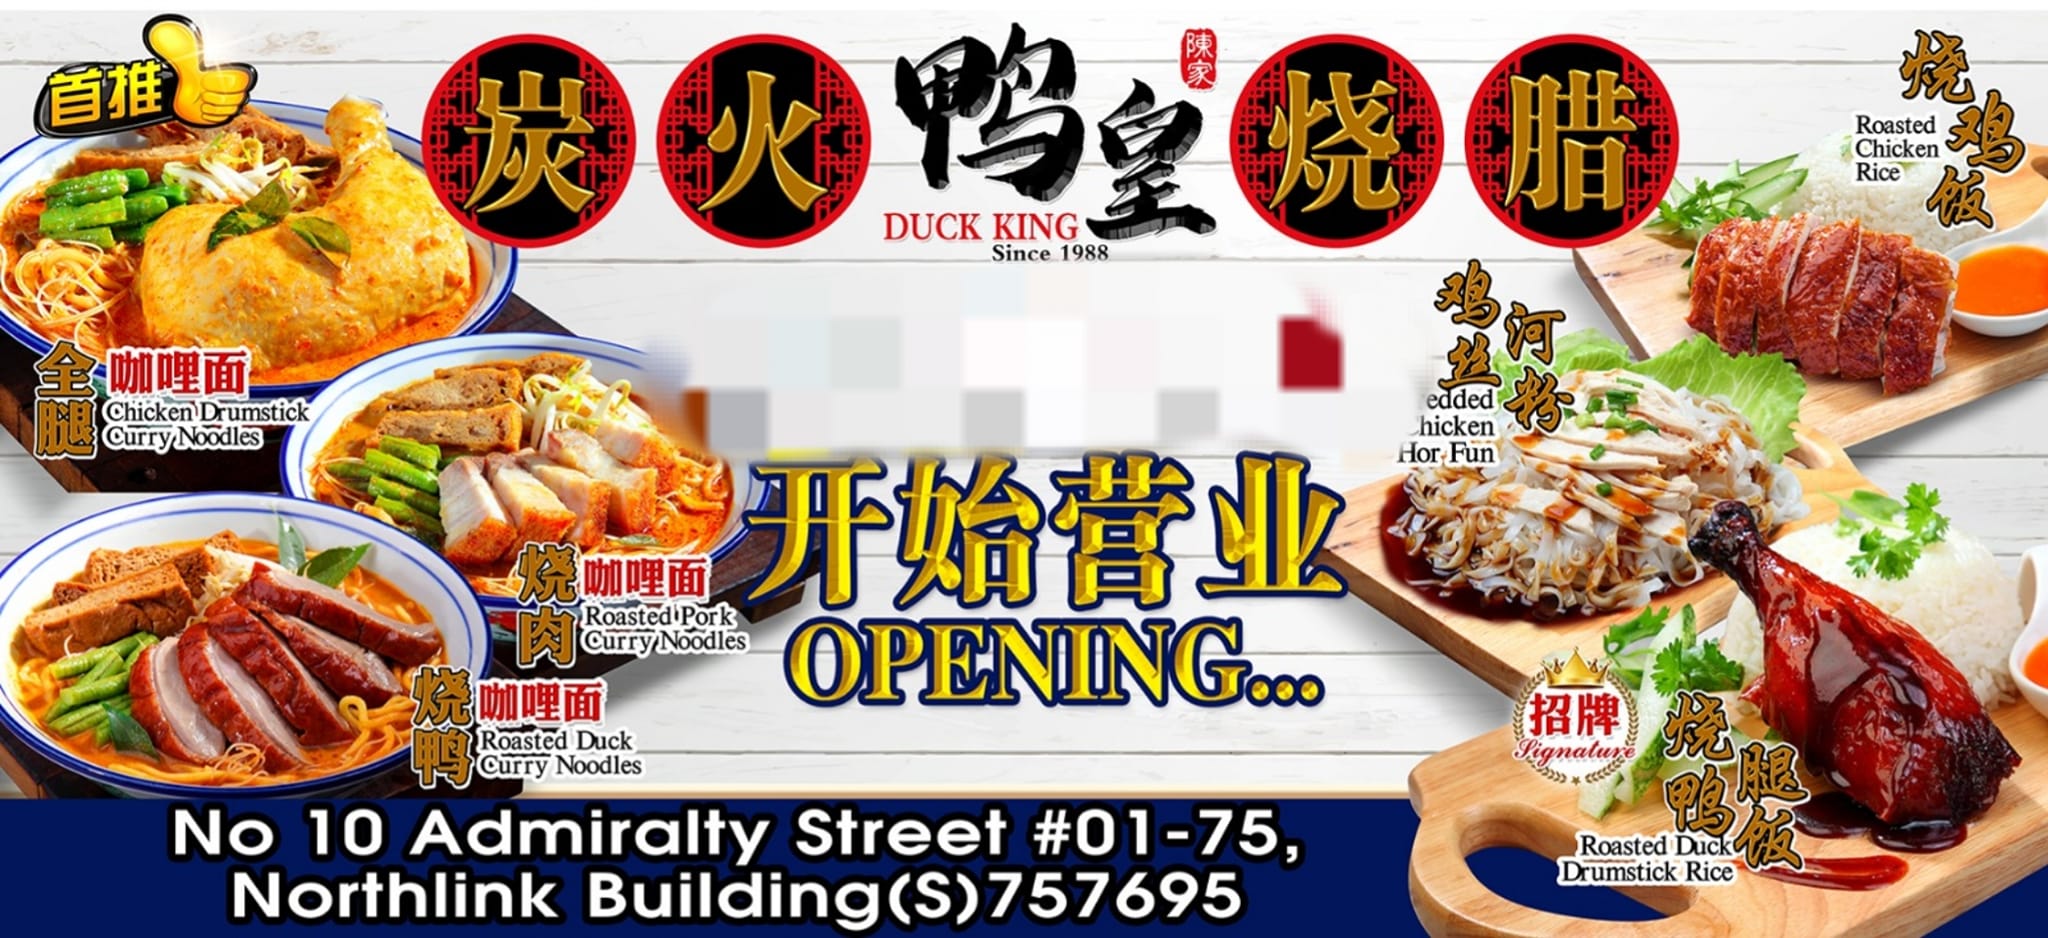 首推
炭火
鸭皇
陳家
烧腊
DUCK KING
Since 1988
烧鸡饭
Roasted
Chicken
Rice
全腿
咖喱面
Chicken Drumstick
Curry Noodles
鸡丝
河粉
edded
Chicken
Hor Fun
开始营业
OPENING...
烧肉
咖喱面
Roasted Pork
Curry Noodles
烧鸭
咖喱面
Roasted Duck
Curry Noodles
招牌
Signature
烧鸭
腿饭
Roasted Duck
Drumstick Rice
No 10 Admiralty Street #01-75,
Northlink Building(S)757695